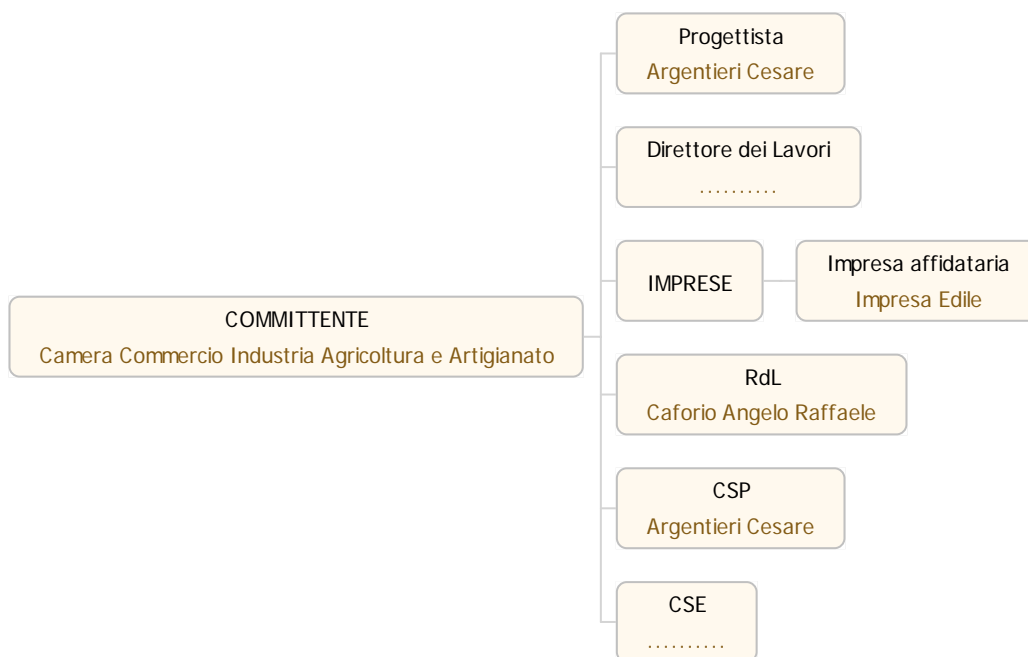 Progettista
Argentieri Cesare
Direttore dei Lavori
..........
IMPRESE
Impresa affidataria
Impresa Edile
COMMITTENTE
Camera Commercio Industria Agricoltura e Artigianato
RdL
Caforio Angelo Raffaele
CSP
Argentieri Cesare
CSE
..........